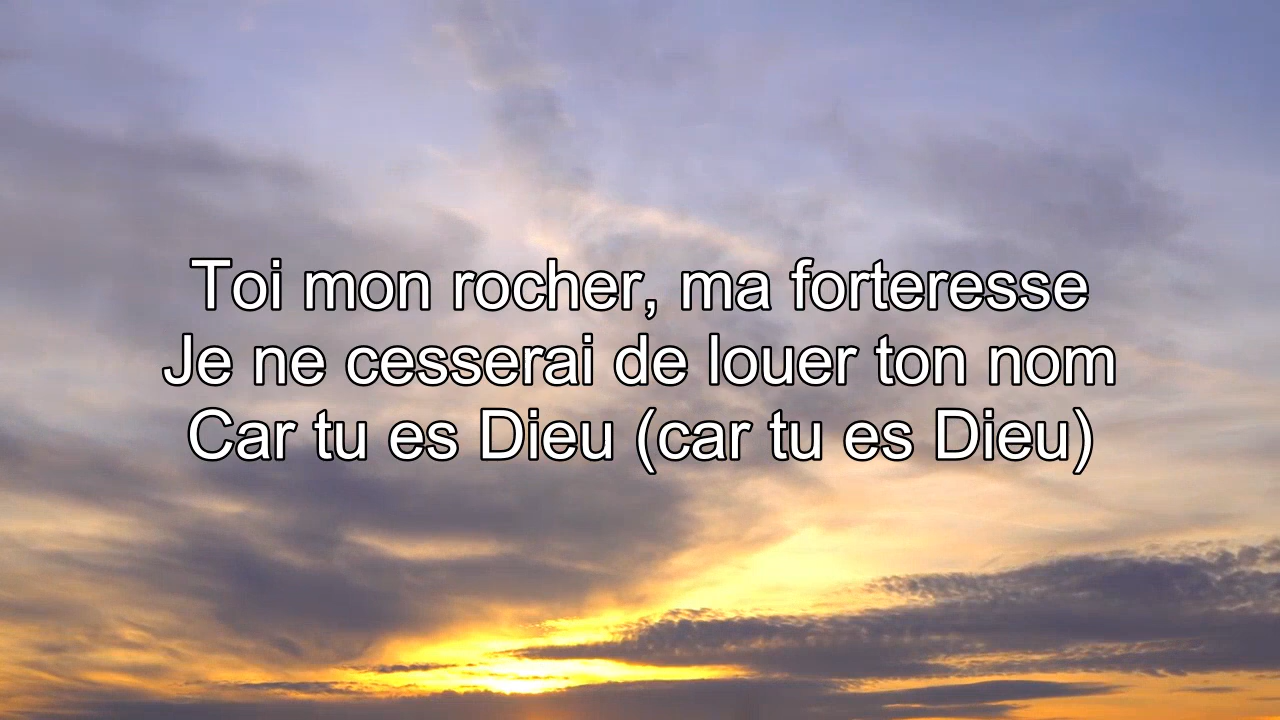 Toi mon rocher, ma forteresse
Je ne cesserai de louer ton nom
Car tu es Dieu (car tu es Dieu)